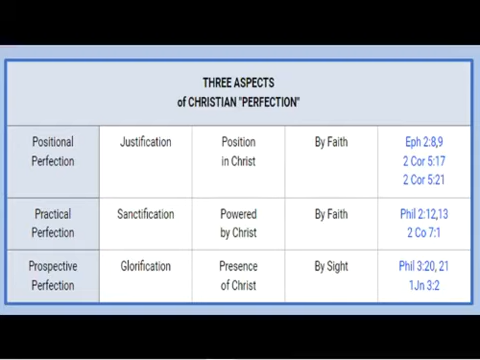 THREE ASPECTS
of CHRISTIAN "PERFECTION"
Positional Perfection
Justification
Position in Christ
By Faith
Eph 2:8,9
2 Cor 5:17
2 Cor 5:21
Practical Perfection
Sanctification
Powered by Christ
By Faith
Phil 2:12,13
2 Co 7:1
Prospective Perfection
Glorification
Presence of Christ
By Sight
Phil 3:20, 21
1Jn 3:2